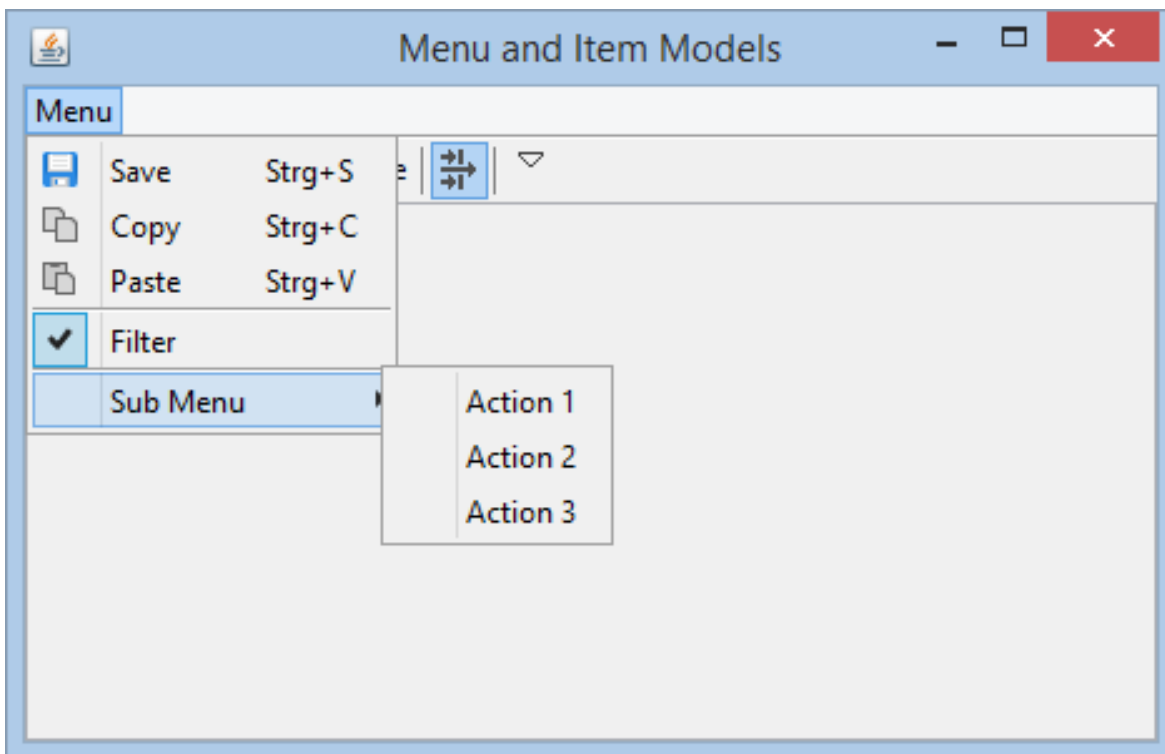 Menu and Item Models
Menu
Save Strg+S
Copy Strg+C
Paste Strg+V
Filter
Sub Menu
Action 1
Action 2
Action 3